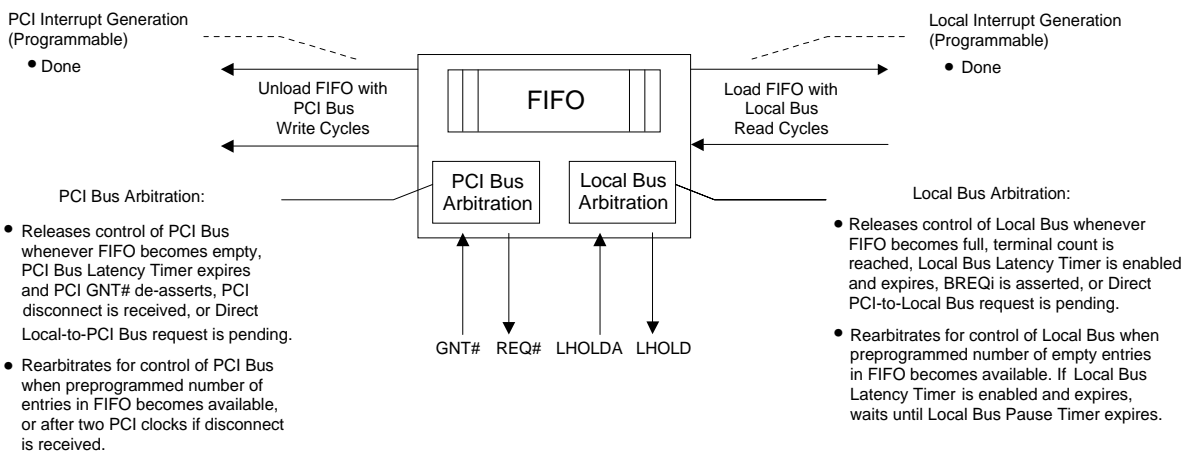 PCI Interrupt Generation
(Programmable)
• Done
Unload FIFO with
PCI Bus
Write Cycles
FIFO
Load FIFO with
Local Bus
Read Cycles
Local Interrupt Generation
(Programmable)
• Done
PCI Bus
Arbitration
Local Bus
Arbitration
GNT# REQ# LHOLDA LHOLD
PCI Bus Arbitration:
• Releases control of PCI Bus
whenever FIFO becomes empty,
PCI Bus Latency Timer expires
and PCI GNT# de-asserts, PCI
disconnect is received, or Direct
Local-to-PCI Bus request is pending.
• Rearbitrates for control of PCI Bus
when preprogrammed number of
entries in FIFO becomes available,
or after two PCI clocks if disconnect
is received.
Local Bus Arbitration:
• Releases control of Local Bus whenever
FIFO becomes full, terminal count is
reached, Local Bus Latency Timer is enabled
and expires, BREQi is asserted, or Direct
PCI-to-Local Bus request is pending.
• Rearbitrates for control of Local Bus when
preprogrammed number of empty entries
in FIFO becomes available. If Local Bus
Latency Timer is enabled and expires,
waits until Local Bus Pause Timer expires.